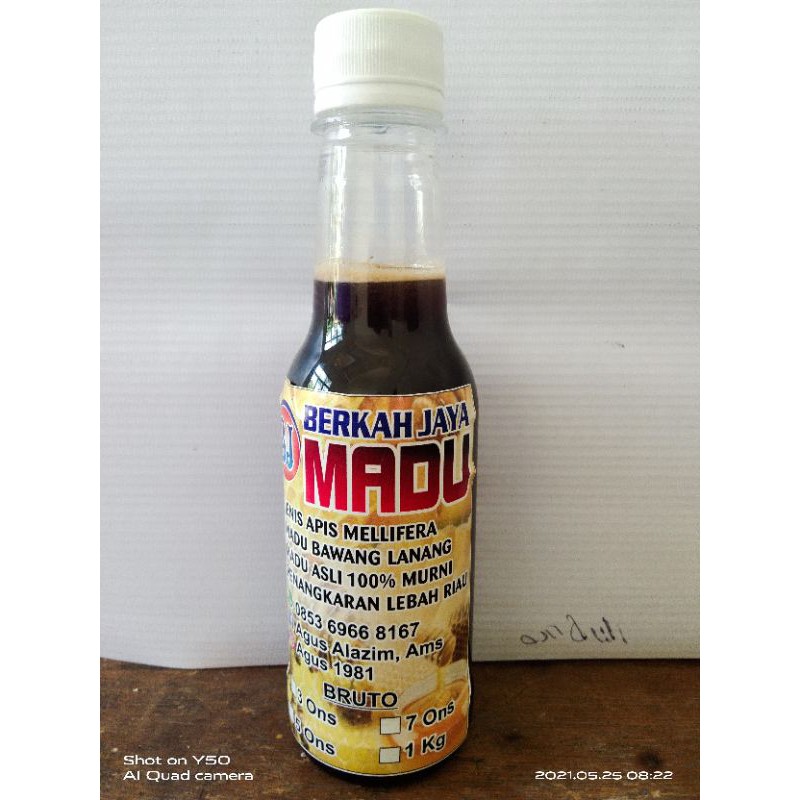 BJ
BERKAH JAYA
MADU
ENIS APIS MELLIFERA
MADU BAWANG LANANG
MADU ASLI 100% MURNI
PENANGKARAN LEBAH RIAU
0853 6966 8167
Agus Alazim, Ams
Agus 1981
BRUTO
3 Ons
7 Ons
5 Ons
1 Kg
Shot on Y50
AI Quad camera
2021.05.25 08:22